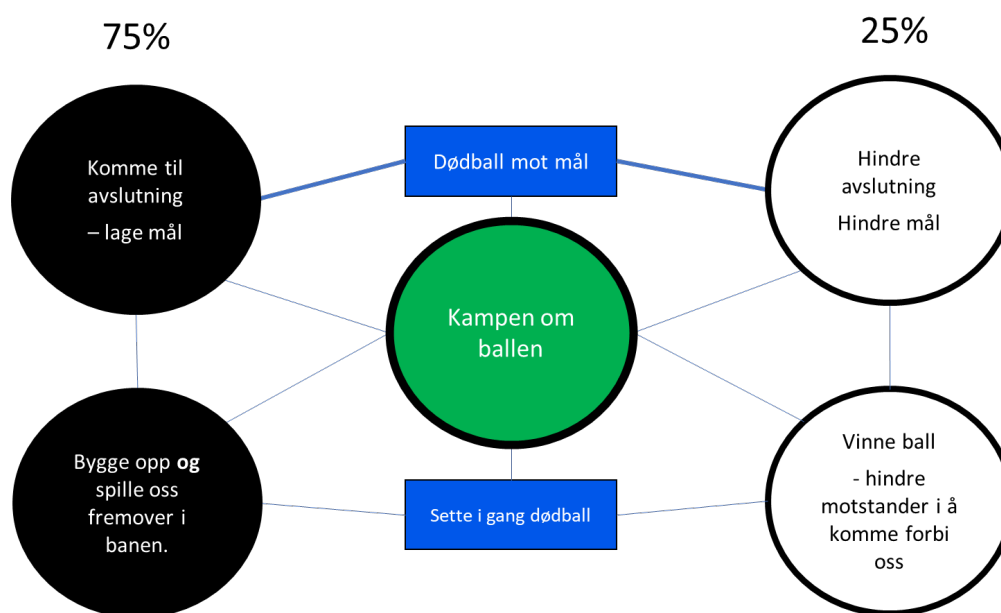 75%
25%
Komme til
avslutning
– lage mål
Dødball mot mål
Hindre
avslutning
Hindre mål
Kampen om
ballen
Bygge opp og
spille oss
fremover i
banen.
Sette i gang dødball
Vinne ball
- hindre
motstander i å
komme forbi
oss